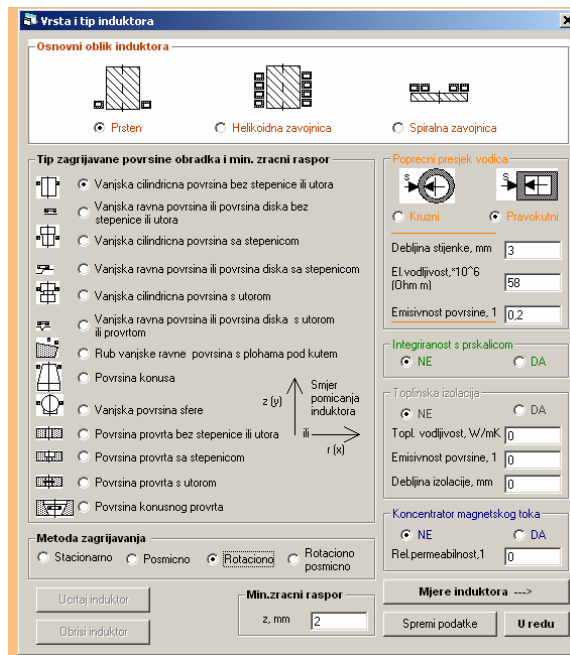 Vrsta i tip induktora
Osnovni oblik induktora
Prsten
Helikoidna zavojnica
Spiralna zavojnica
Tip zagrijavane povrsine obradka i min. zracni raspor
Vanjska cilindricna povrsina bez stepenice ili utora
Vanjska ravna povrsina ili povrsina diska bez
stepenice ili utora
Vanjska cilindricna povrsina sa stepenicom
Vanjska ravna povrsina ili povrsina diska sa stepenicom
Vanjska cilindricna povrsina s utorom
Vanjska ravna povrsina ili povrsina diska s utorom
ili provrtom
Rub vanjske ravne povrsina s plohama pod kutem
Povrsina konusa
Vanjska povrsina sfere
Povrsina provrta bez stepenice ili utora
Povrsina provrta sa stepenicom
Povrsina provrta s utorom
Povrsina konusnog provrta
z (y)
Smjer
pomicanja
induktora
ili
r (x)
Metoda zagrijavanja
Stacionarno
Posmicno
Rotaciono
Rotaciono
posmicno
Ucrtaj induktor
Obrisi induktor
Min.zracni raspor
z, mm
2
Poprecni presjek vodica
s
s
Kruzni
Pravokutni
Debljina stijenke, mm
3
El.vodljivost,*10^6
(Ohm m)
58
Emisivnost povrsine, 1
0,2
Integriranost s prskalicom
NE
DA
Toplinska izolacija
NE
DA
Topl. vodljivost, W/mK
0
Emisivnost povrsine, 1
0
Debljina izolacije, mm
0
Koncentrator magnetskog toka
NE
DA
Rel.permeabilnost,1
0
Mjere induktora --->
Spremi podatke
U redu